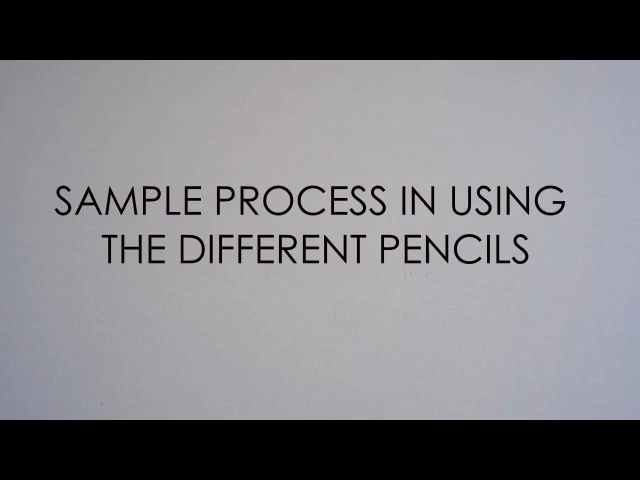 SAMPLE PROCESS IN USING
THE DIFFERENT PENCILS